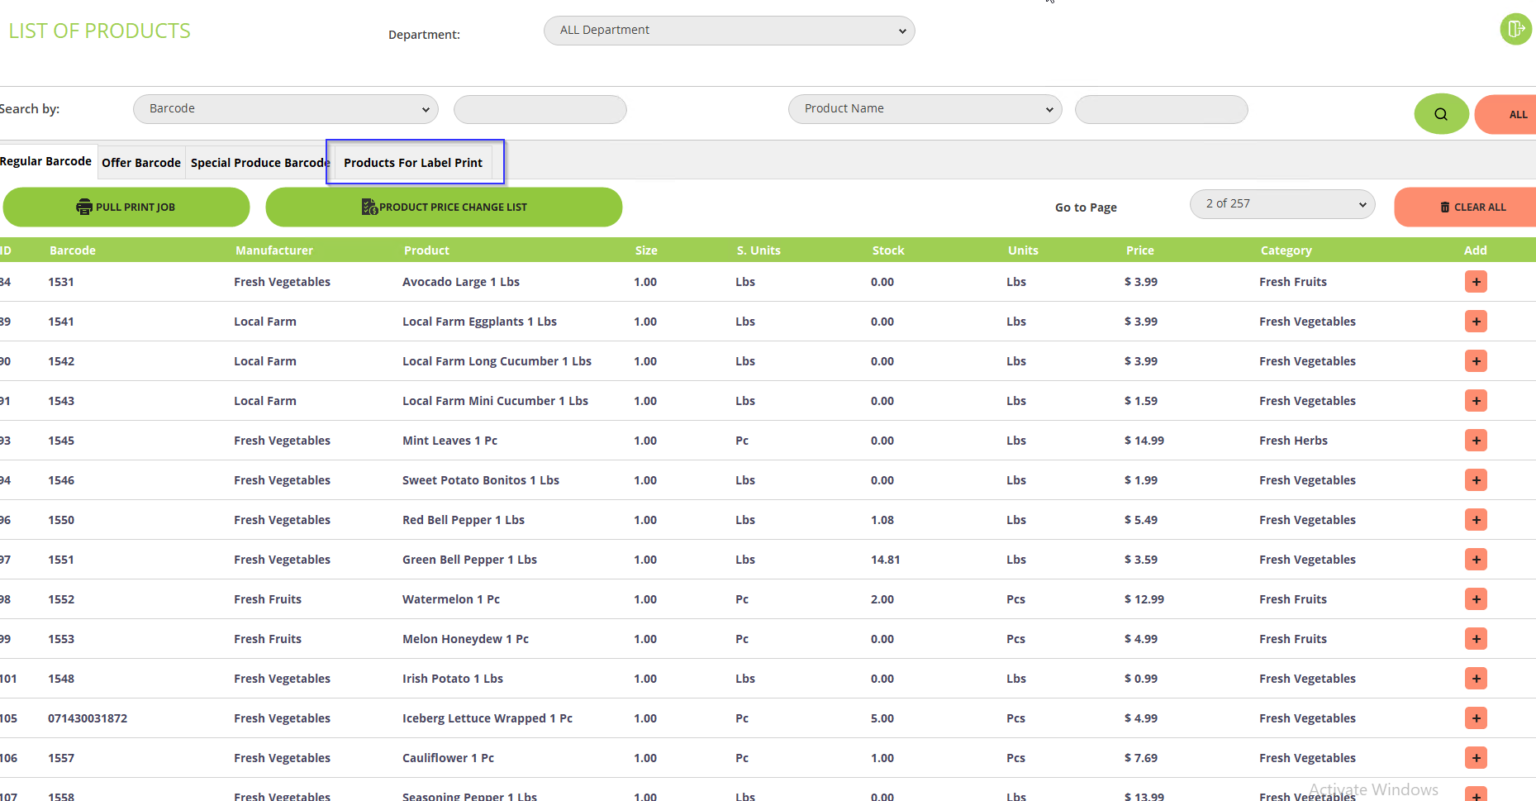 LIST OF PRODUCTS
Department: ALL Department
Search by: Barcode Product Name ALL
Regular Barcode Offer Barcode Special Produce Barcode Products For Label Print
PULL PRINT JOB PRODUCT PRICE CHANGE LIST Go to Page 2 of 257 CLEAR ALL
ID Barcode Manufacturer Product Size S. Units Stock Units Price Category Add
84 1531 Fresh Vegetables Avocado Large 1 Lbs 1.00 Lbs 0.00 Lbs $ 3.99 Fresh Fruits +
89 1541 Local Farm Local Farm Eggplants 1 Lbs 1.00 Lbs 0.00 Lbs $ 3.99 Fresh Vegetables +
90 1542 Local Farm Local Farm Long Cucumber 1 Lbs 1.00 Lbs 0.00 Lbs $ 3.99 Fresh Vegetables +
91 1543 Local Farm Local Farm Mini Cucumber 1 Lbs 1.00 Lbs 0.00 Lbs $ 1.59 Fresh Vegetables +
93 1545 Fresh Vegetables Mint Leaves 1 Pc 1.00 Pc 0.00 Lbs $ 14.99 Fresh Herbs +
94 1546 Fresh Vegetables Sweet Potato Bonitos 1 Lbs 1.00 Lbs 0.00 Lbs $ 1.99 Fresh Vegetables +
96 1550 Fresh Vegetables Red Bell Pepper 1 Lbs 1.00 Lbs 1.08 Lbs $ 5.49 Fresh Vegetables +
97 1551 Fresh Vegetables Green Bell Pepper 1 Lbs 1.00 Lbs 14.81 Lbs $ 3.59 Fresh Vegetables +
98 1552 Fresh Fruits Watermelon 1 Pc 1.00 Pc 2.00 Pcs $ 12.99 Fresh Fruits +
99 1553 Fresh Fruits Melon Honeydew 1 Pc 1.00 Pc 0.00 Pcs $ 4.99 Fresh Fruits +
101 1548 Fresh Vegetables Irish Potato 1 Lbs 1.00 Lbs 0.00 Lbs $ 0.99 Fresh Vegetables +
105 071430031872 Fresh Vegetables Iceberg Lettuce Wrapped 1 Pc 1.00 Pc 5.00 Pcs $ 4.99 Fresh Vegetables +
106 1557 Fresh Vegetables Cauliflower 1 Pc 1.00 Pc 1.00 Pcs $ 7.69 Fresh Vegetables +
107 1558 Fresh Vegetables Seasoning Pepper 1 Lbs 1.00 Lbs 0.00 Lbs $ 13.99 Fresh Vegetables +
Activate Windows